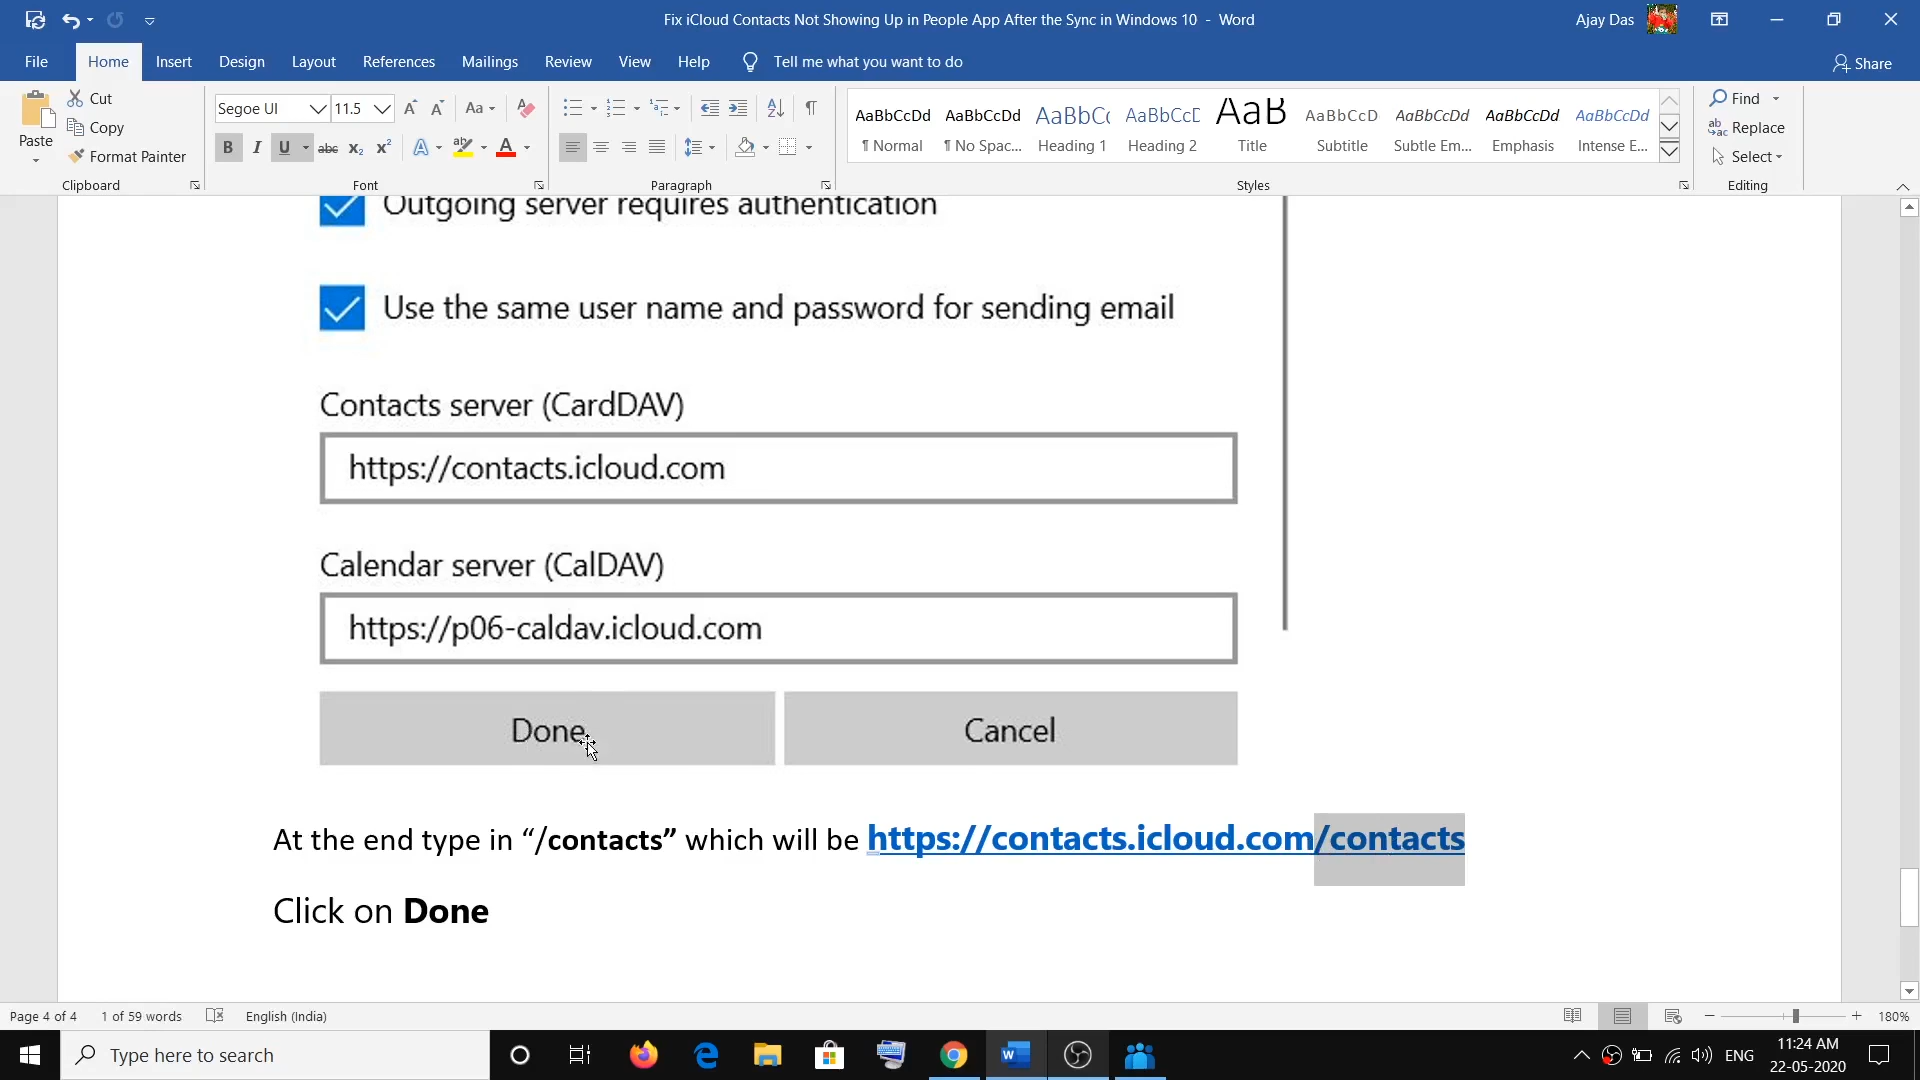 Fix iCloud Contacts Not Showing Up in People App After the Sync in Windows 10 - Word
Ajay Das
File Home Insert Design Layout References Mailings Review View Help Tell me what you want to do
Share
Paste
Cut
Copy
Format Painter
Clipboard
Segoe UI 11.5
Font
Paragraph
AaBbCcDd AaBbCcDd AaBbCc AaBbCcD AaB AaBbCcD AaBbCcDd AaBbCcDd AaBbCcDd
¶ Normal ¶ No Spac... Heading 1 Heading 2 Title Subtitle Subtle Em... Emphasis Intense E...
Styles
Find
Replace
Select
Editing
Outgoing server requires authentication
Use the same user name and password for sending email
Contacts server (CardDAV)
https://contacts.icloud.com
Calendar server (CalDAV)
https://p06-caldav.icloud.com
Done Cancel
At the end type in “/contacts” which will be https://contacts.icloud.com/contacts
Click on Done
Page 4 of 4 1 of 59 words English (India) 180%
Type here to search
ENG
11:24 AM
22-05-2020